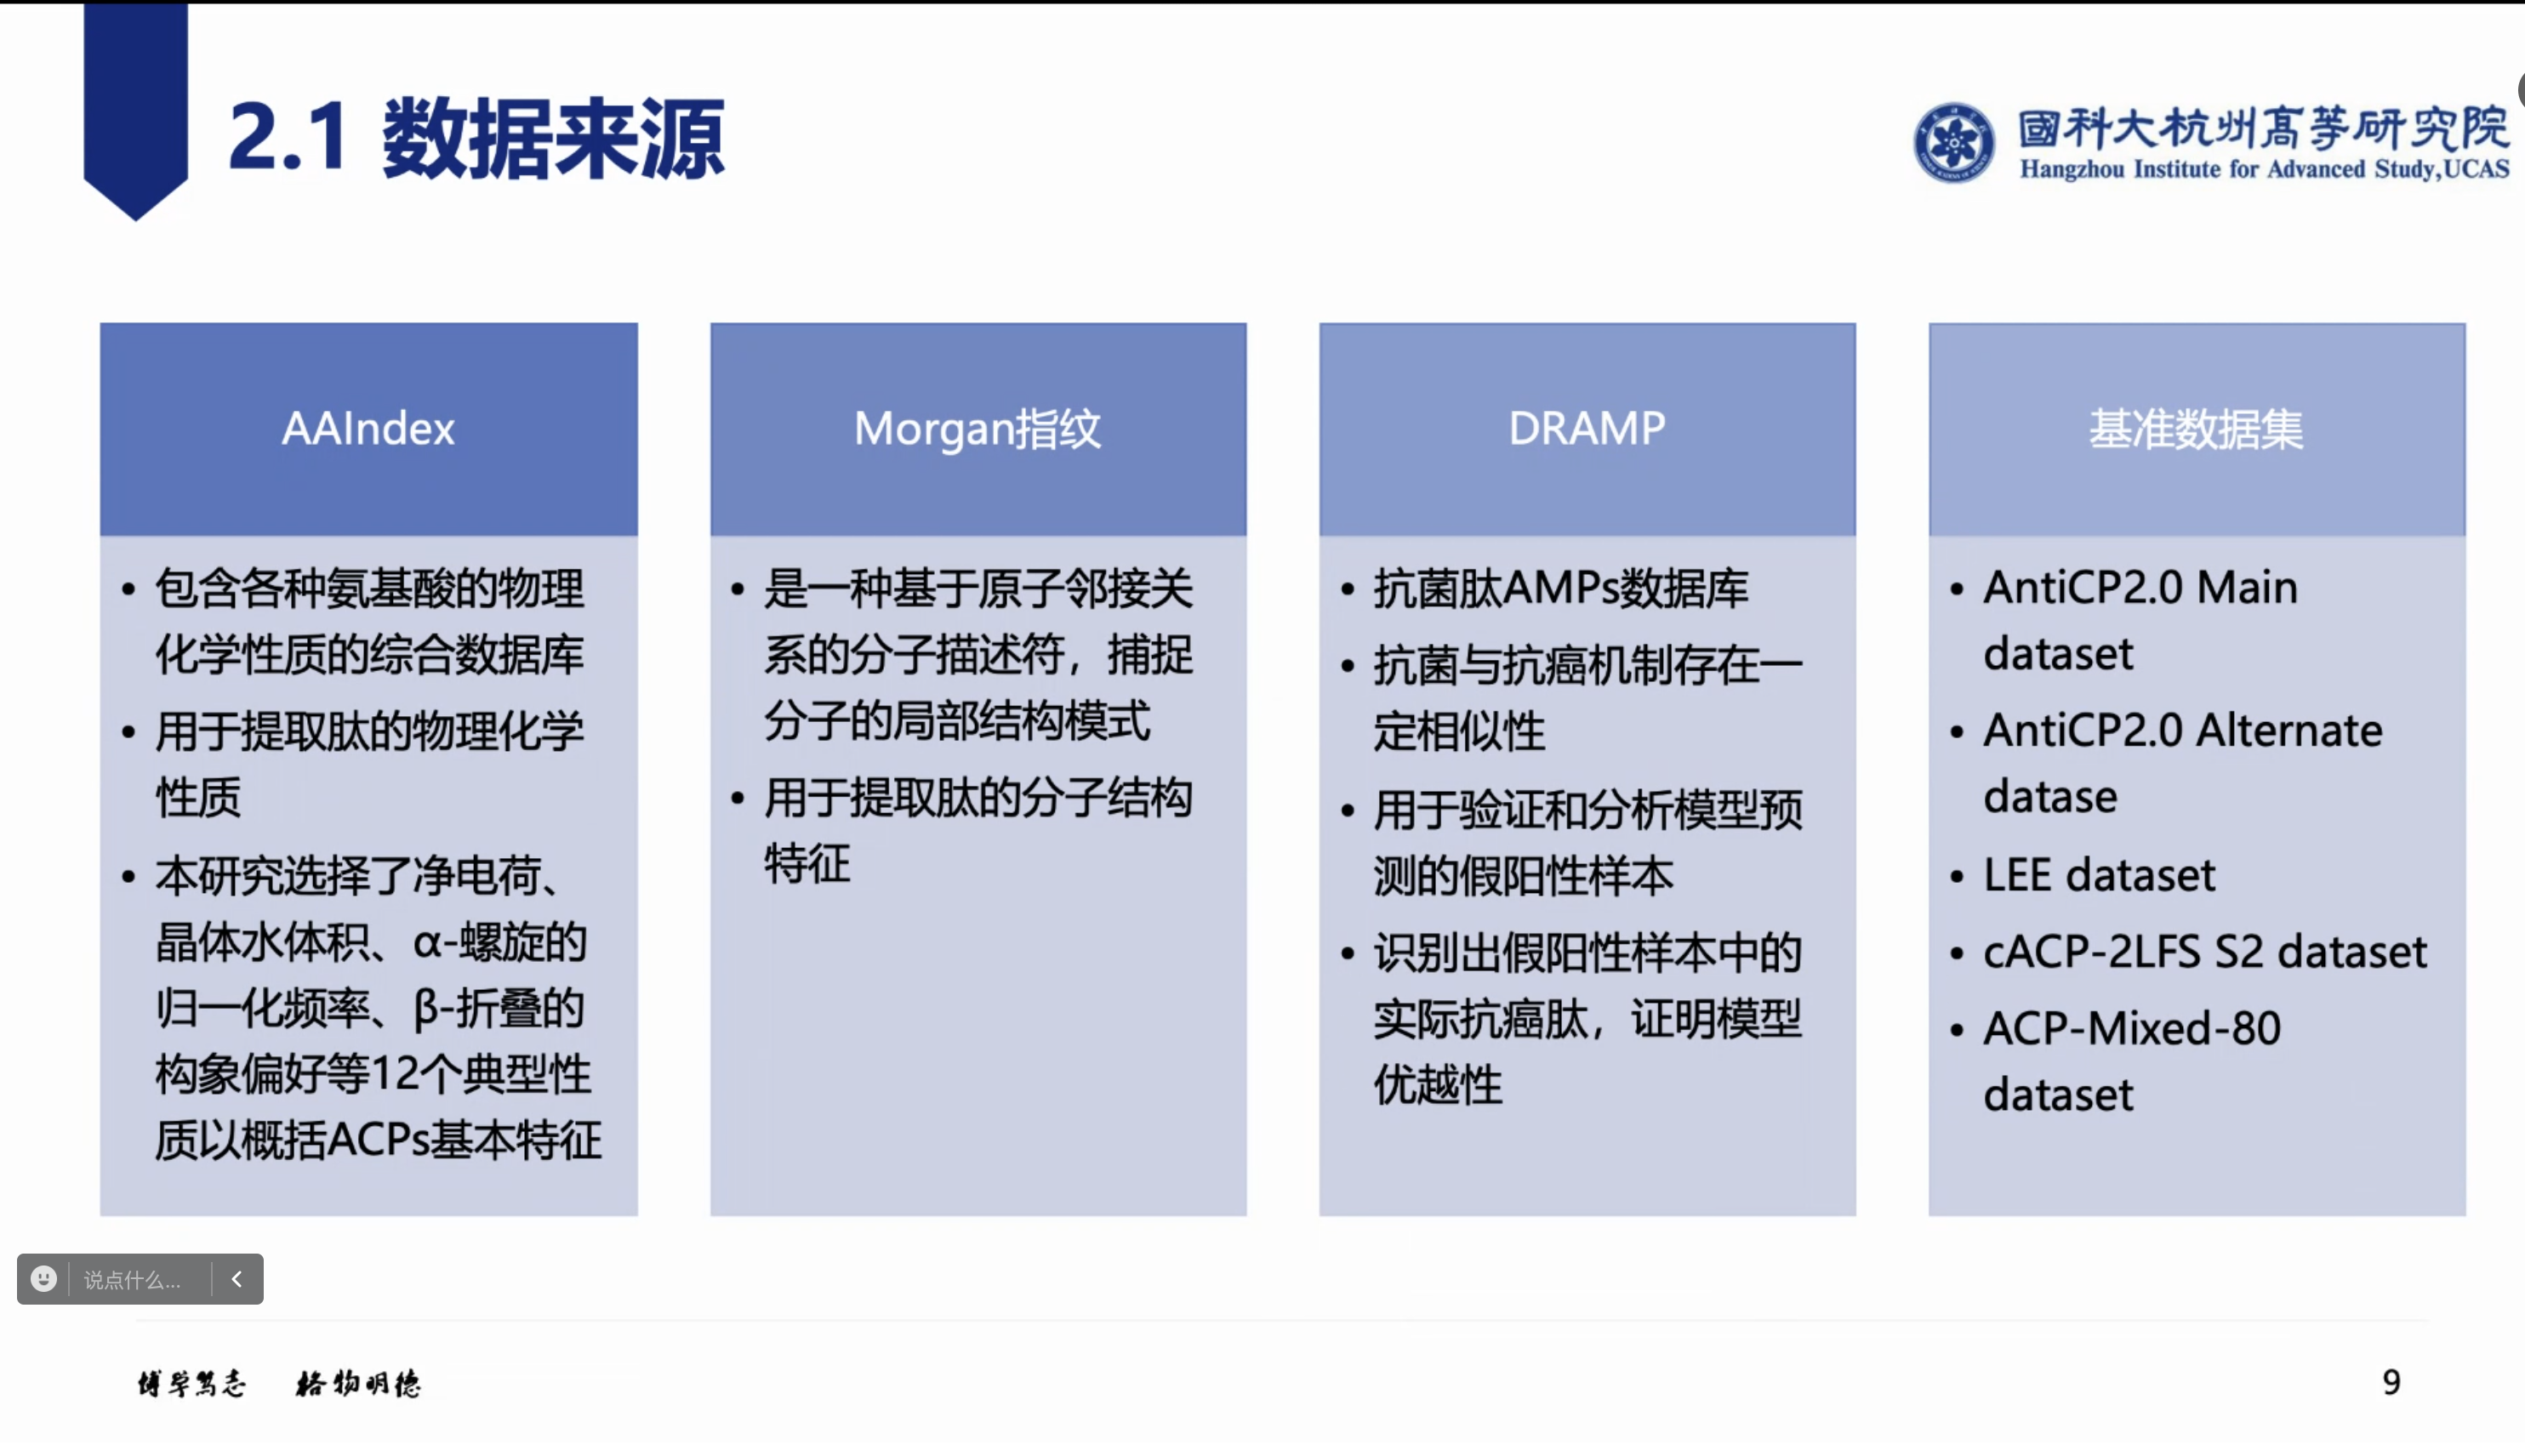 2.1 数据来源
國科大杭州高等研究院
Hangzhou Institute for Advanced Study,UCAS
AAIndex
• 包含各种氨基酸的物理
化学性质的综合数据库
• 用于提取肽的物理化学
性质
• 本研究选择了净电荷、
晶体水体积、α-螺旋的
归一化频率、β-折叠的
构象偏好等12个典型性
质以概括ACPs基本特征
Morgan指纹
• 是一种基于原子邻接关
系的分子描述符，捕捉
分子的局部结构模式
• 用于提取肽的分子结构
特征
DRAMP
• 抗菌肽AMPs数据库
• 抗菌与抗癌机制存在一
定相似性
• 用于验证和分析模型预
测的假阳性样本
• 识别出假阳性样本中的
实际抗癌肽，证明模型
优越性
基准数据集
• AntiCP2.0 Main
dataset
• AntiCP2.0 Alternate
datase
• LEE dataset
• cACP-2LFS S2 dataset
• ACP-Mixed-80
dataset
说点什么...
博学笃志 格物明德
9